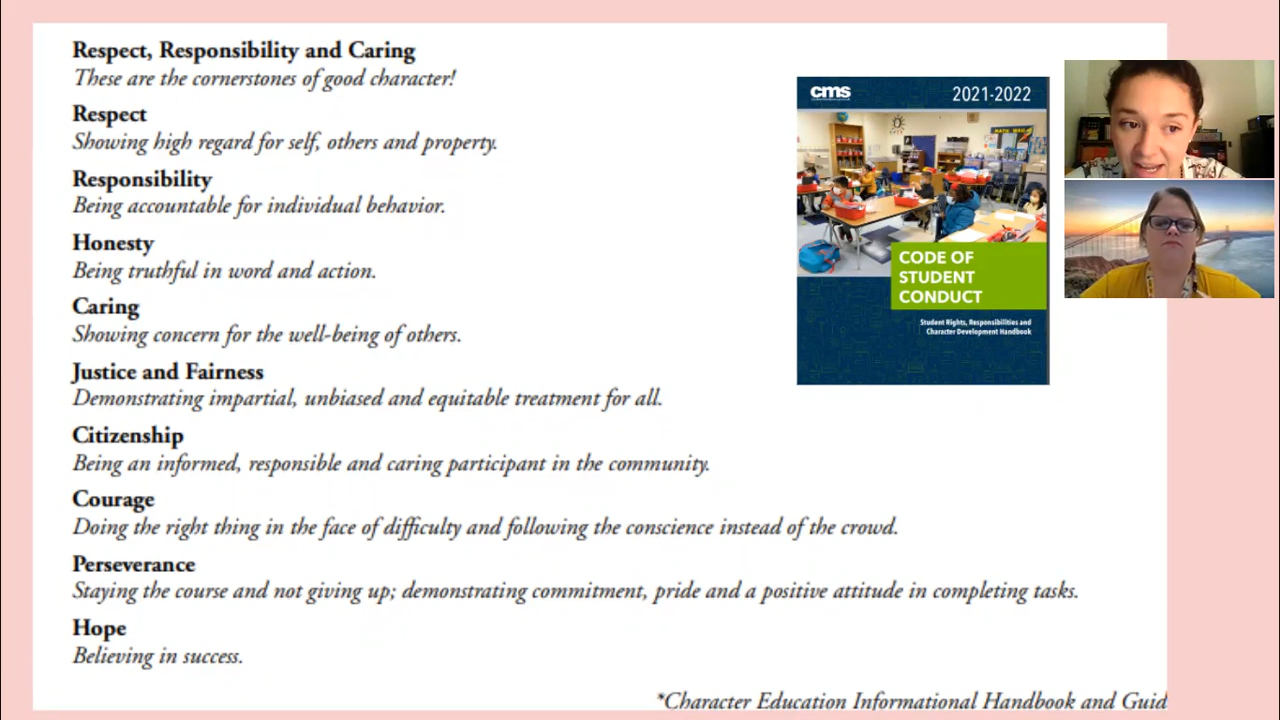 Respect, Responsibility and Caring
These are the cornerstones of good character!
Respect
Showing high regard for self, others and property.
Responsibility
Being accountable for individual behavior.
Honesty
Being truthful in word and action.
Caring
Showing concern for the well-being of others.
Justice and Fairness
Demonstrating impartial, unbiased and equitable treatment for all.
Citizenship
Being an informed, responsible and caring participant in the community.
Courage
Doing the right thing in the face of difficulty and following the conscience instead of the crowd.
Perseverance
Staying the course and not giving up; demonstrating commitment, pride and a positive attitude in completing tasks.
Hope
Believing in success.
*Character Education Informational Handbook and Guid
cms
2021-2022
CODE OF
STUDENT
CONDUCT
Student Rights, Responsibilities and
Character Development Handbook